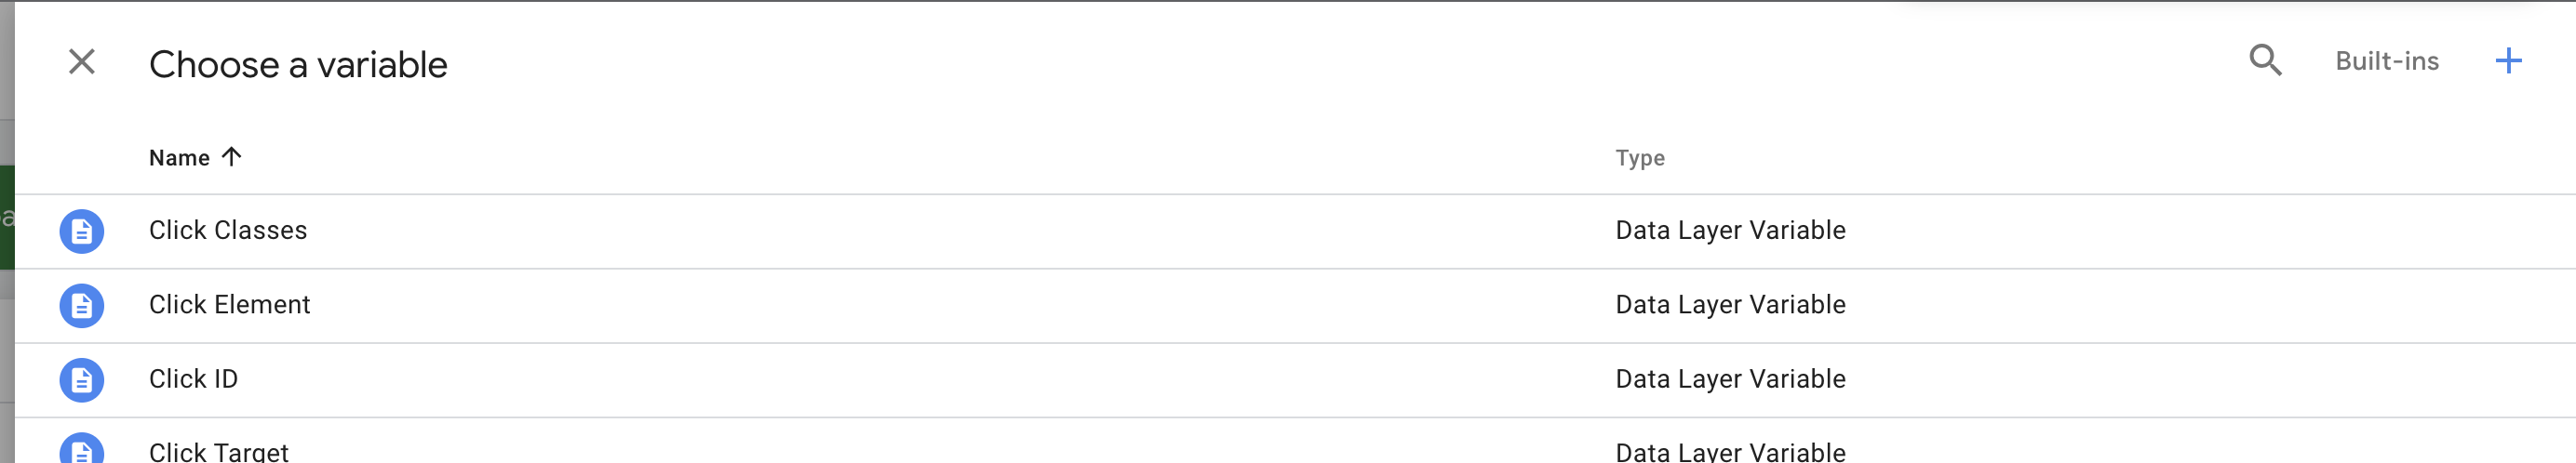 Choose a variable
Built-ins
Name
Type
Click Classes
Data Layer Variable
Click Element
Data Layer Variable
Click ID
Data Layer Variable
Click Target
Data Layer Variable